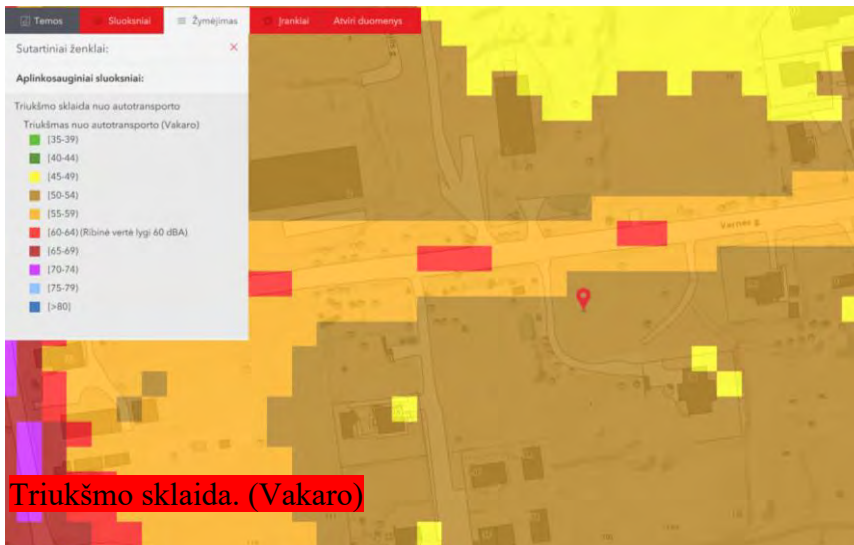 Temos Sluoksniai Žymėjimas Įrankiai Atviri duomenys
Sutartiniai ženklai: ×
Aplinkosauginiai sluoksniai:
Triukšmo sklaida nuo autotransporto
Triukšmas nuo autotransporto (Vakaro)
[35-39)
[40-44)
[45-49)
[50-54)
[55-59)
[60-64) (Ribinė vertė lygi 60 dBA)
[65-69)
[70-74)
[75-79)
[>80)
Varnės g.
Triukšmo sklaida. (Vakaro)